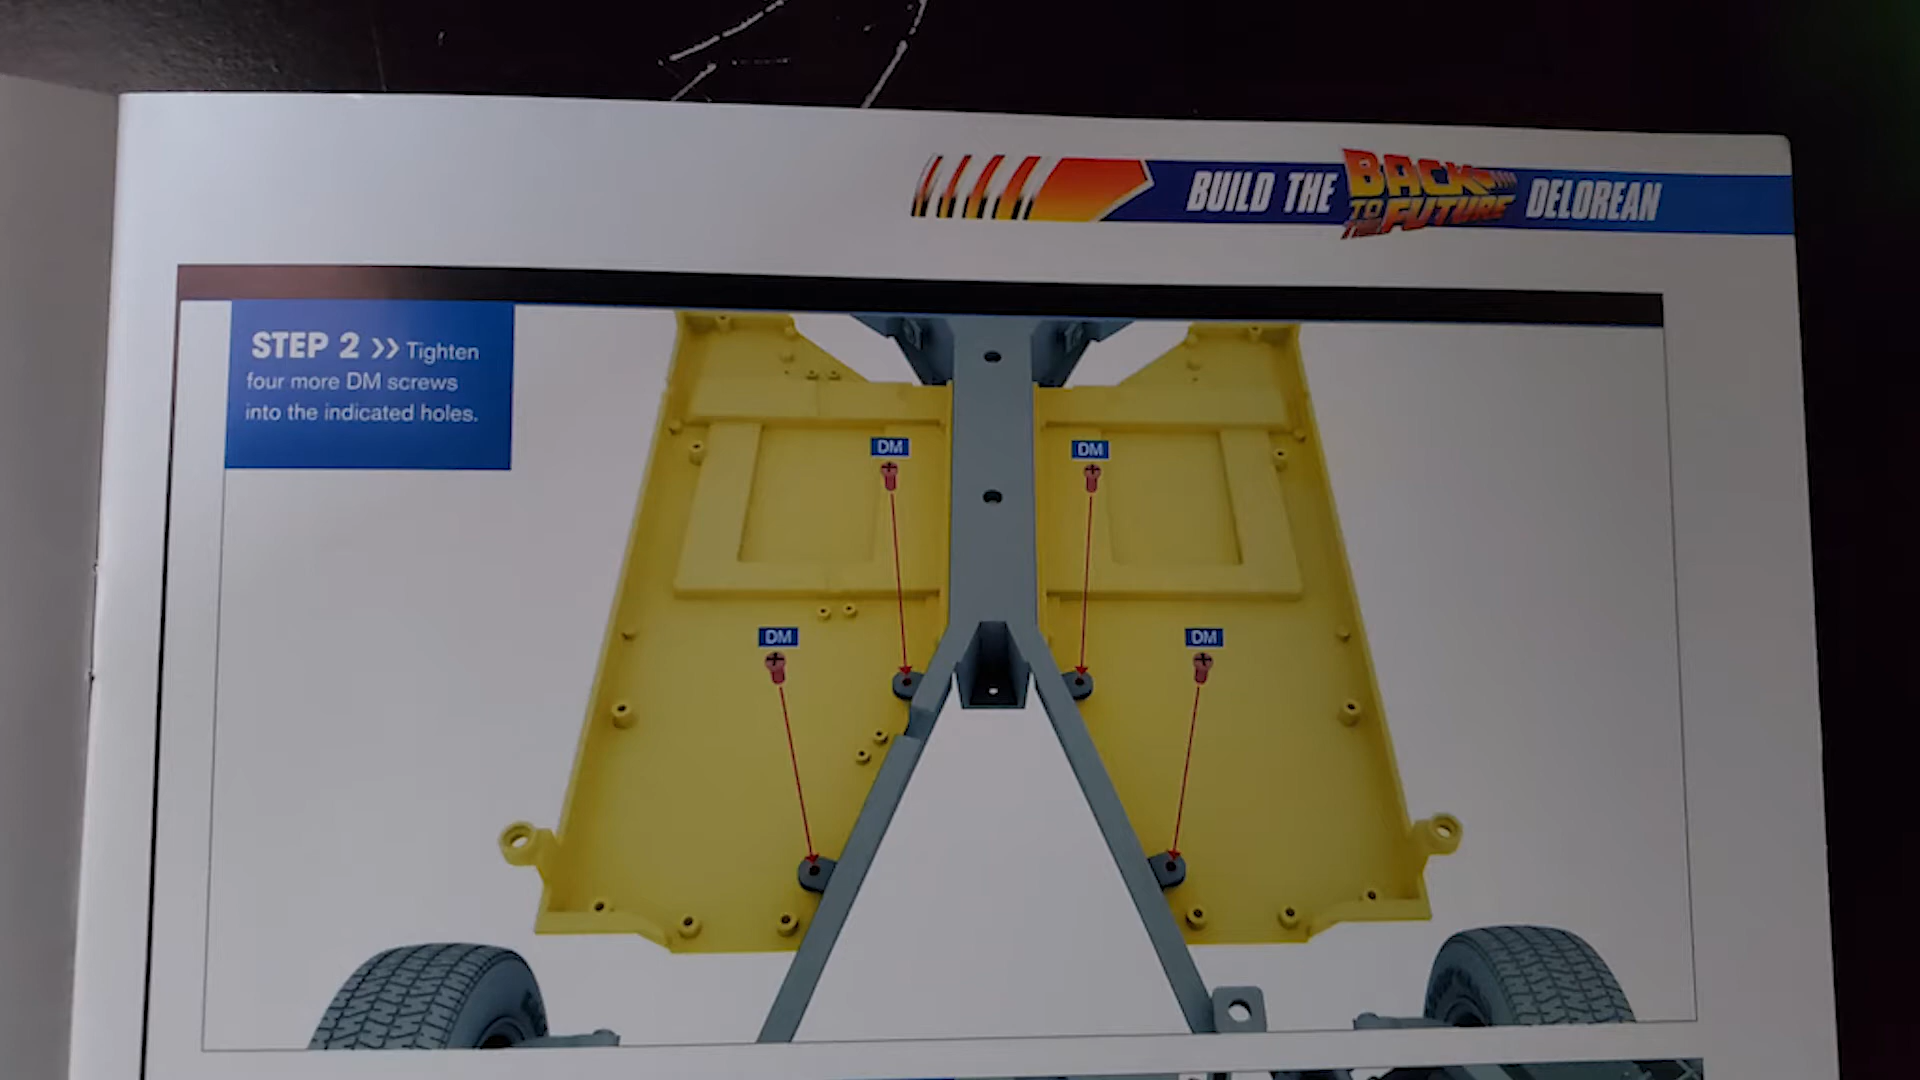 BUILD THE BACK TO THE FUTURE DELOREAN
STEP 2 >> Tighten
four more DM screws
into the indicated holes.
DM
DM
DM
DM